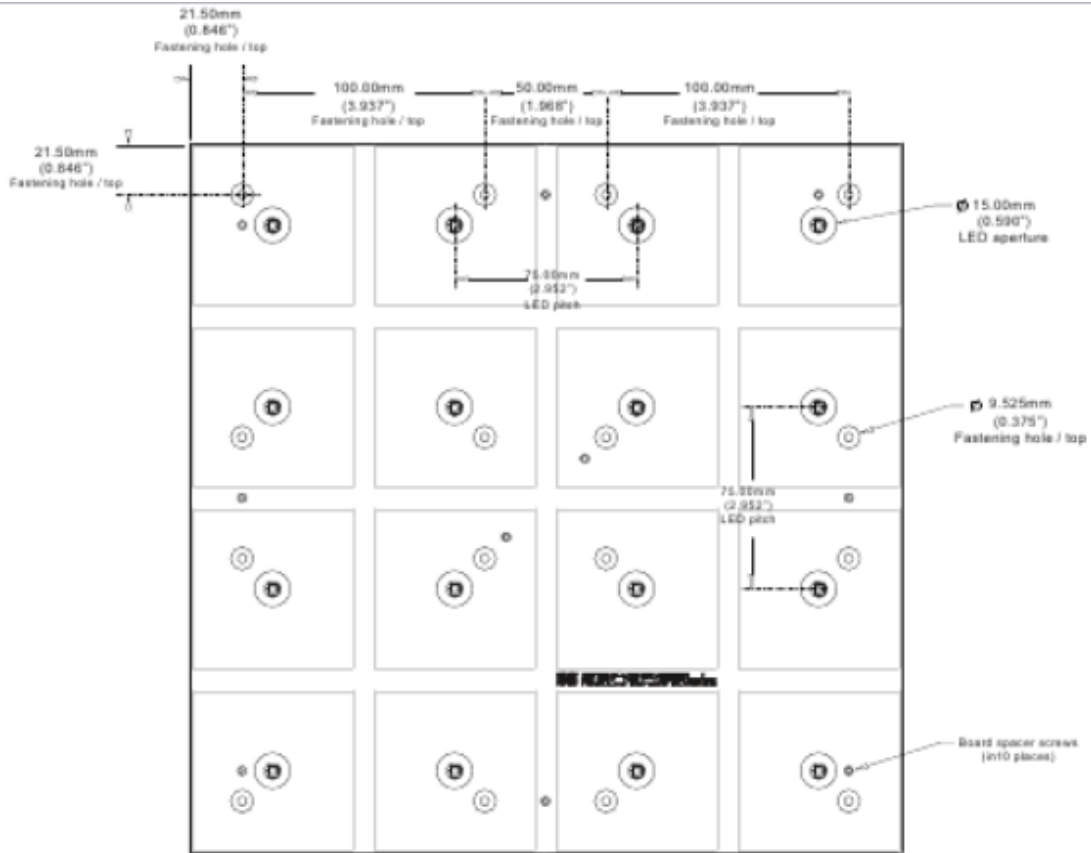 21.50mm
(0.846")
Fastening hole / top
100.00mm
(3.937")
Fastening hole / top
50.00mm
(1.968")
Fastening hole / top
100.00mm
(3.937")
Fastening hole / top
21.50mm
(0.846")
Fastening hole / top
Ø 15.00mm
(0.590")
LED aperture
75.00mm
(2.952")
LED pitch
Ø 9.525mm
(0.375")
Fastening hole / top
75.00mm
(2.952")
LED pitch
Board spacer screws
(in10 places)